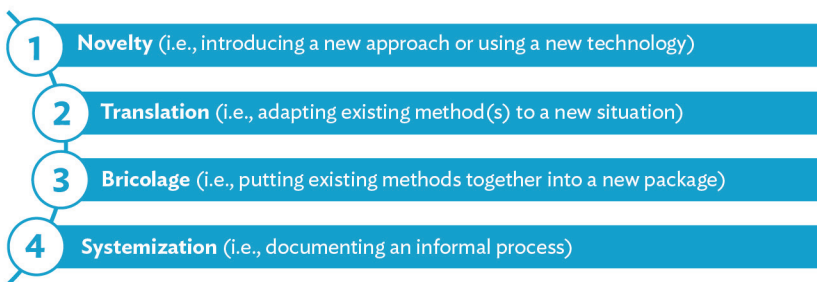 1 Novelty (i.e., introducing a new approach or using a new technology)
2 Translation (i.e., adapting existing method(s) to a new situation)
3 Bricolage (i.e., putting existing methods together into a new package)
4 Systemization (i.e., documenting an informal process)